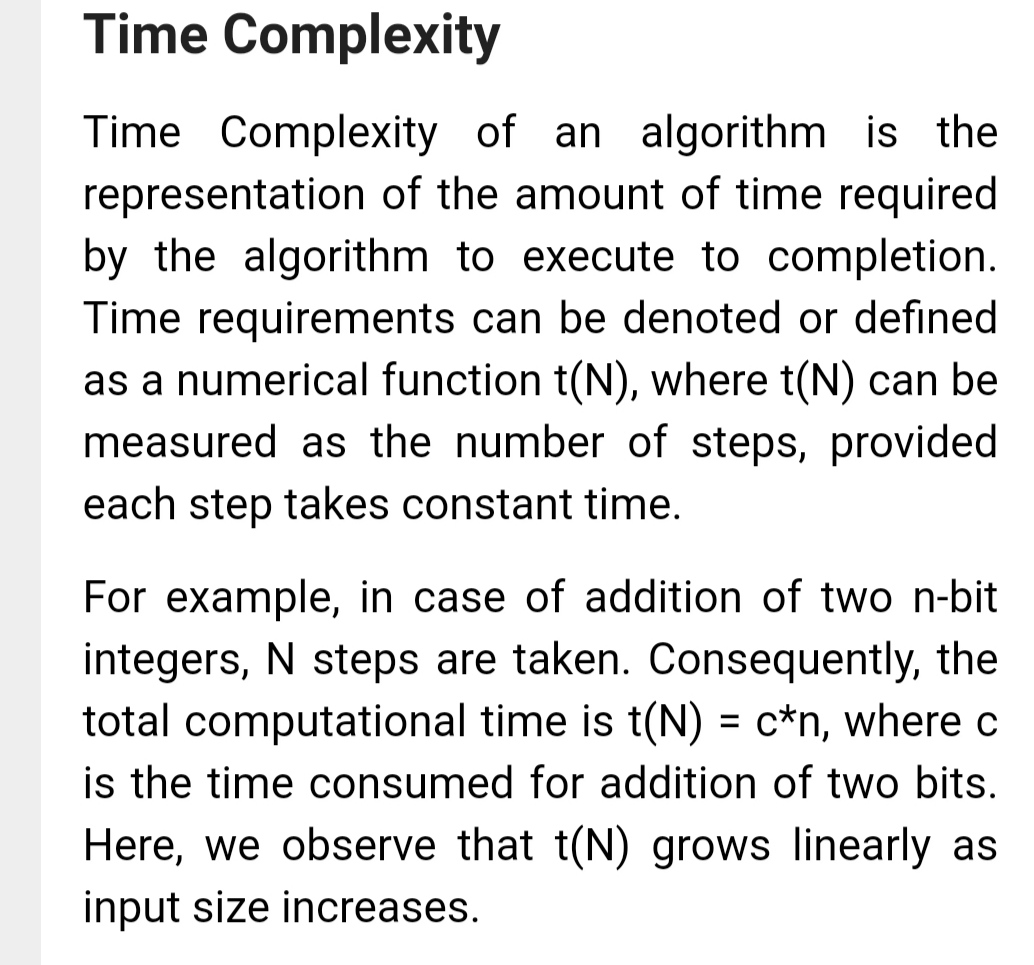 Time Complexity
Time Complexity of an algorithm is the
representation of the amount of time required
by the algorithm to execute to completion.
Time requirements can be denoted or defined
as a numerical function t(N), where t(N) can be
measured as the number of steps, provided
each step takes constant time.
For example, in case of addition of two n-bit
integers, N steps are taken. Consequently, the
total computational time is t(N) = c*n, where c
is the time consumed for addition of two bits.
Here, we observe that t(N) grows linearly as
input size increases.